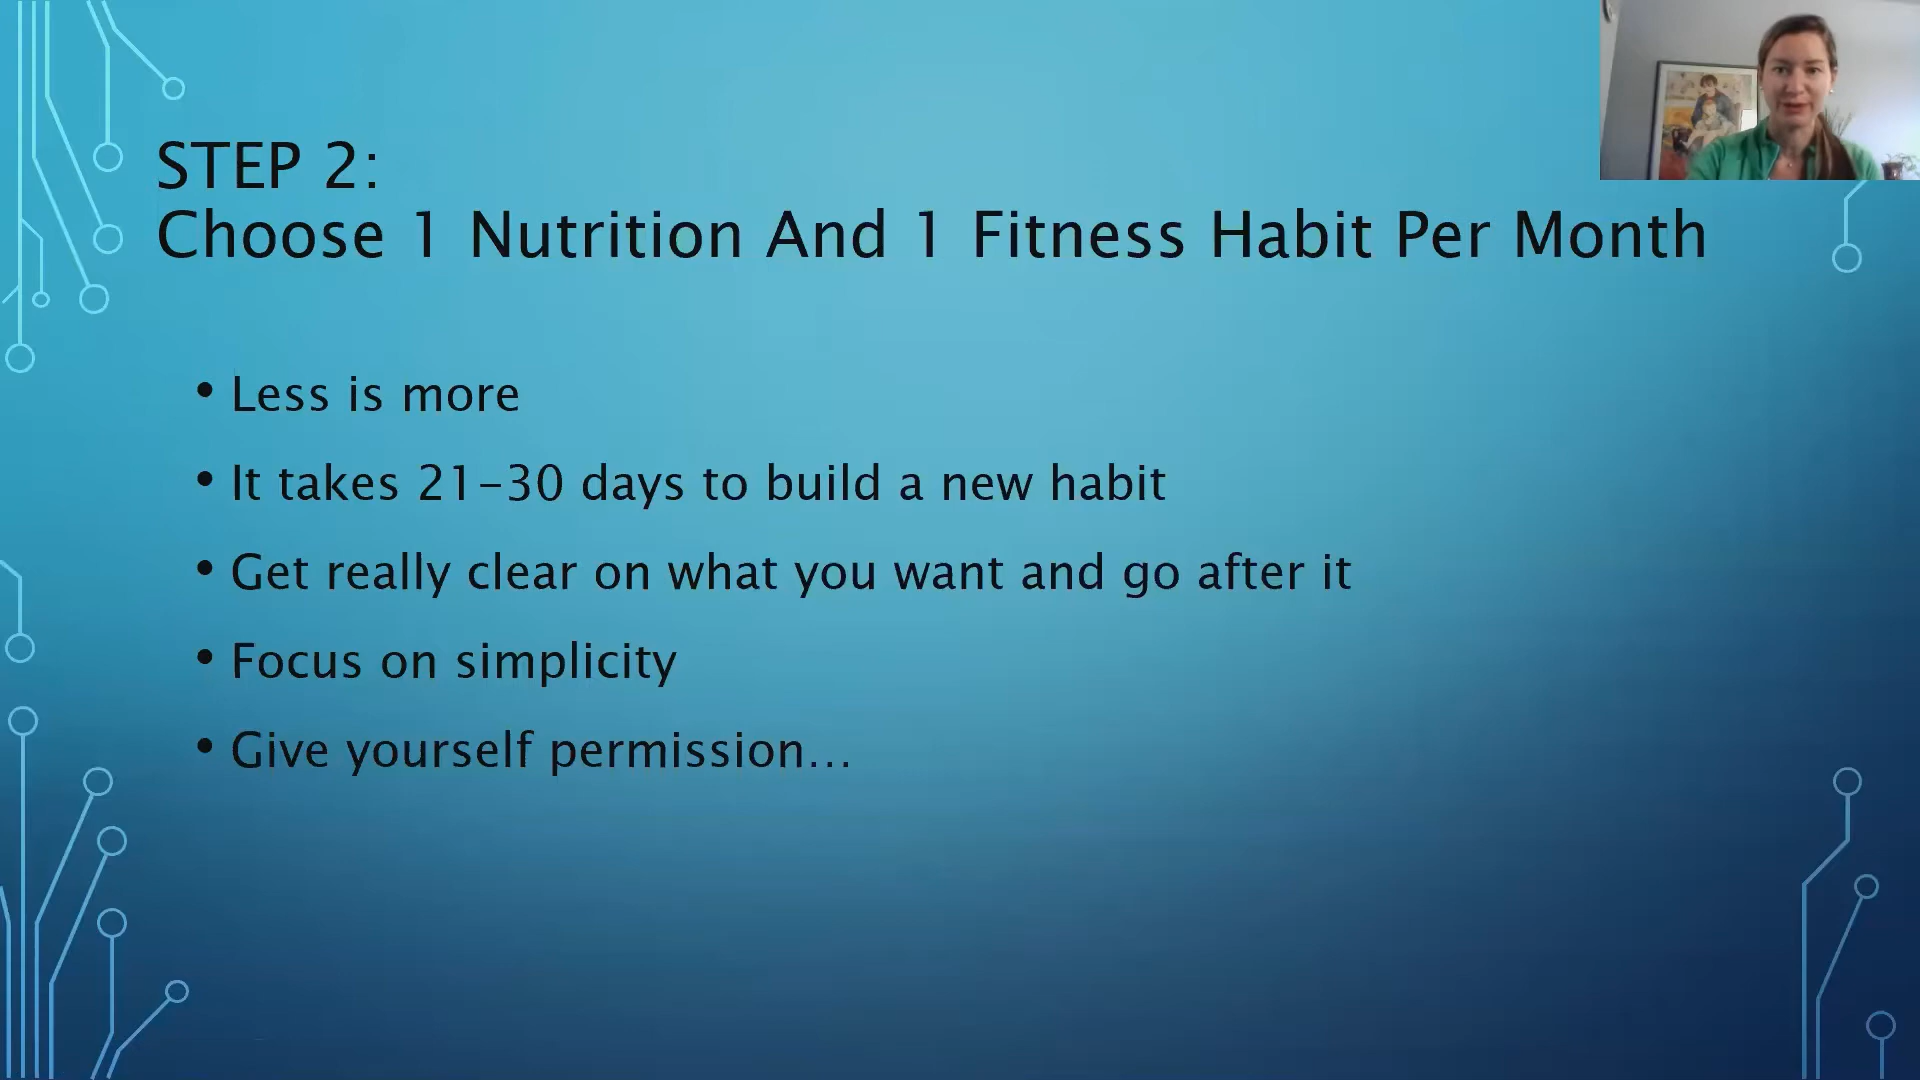 STEP 2:
Choose 1 Nutrition And 1 Fitness Habit Per Month
• Less is more
• It takes 21-30 days to build a new habit
• Get really clear on what you want and go after it
• Focus on simplicity
• Give yourself permission...